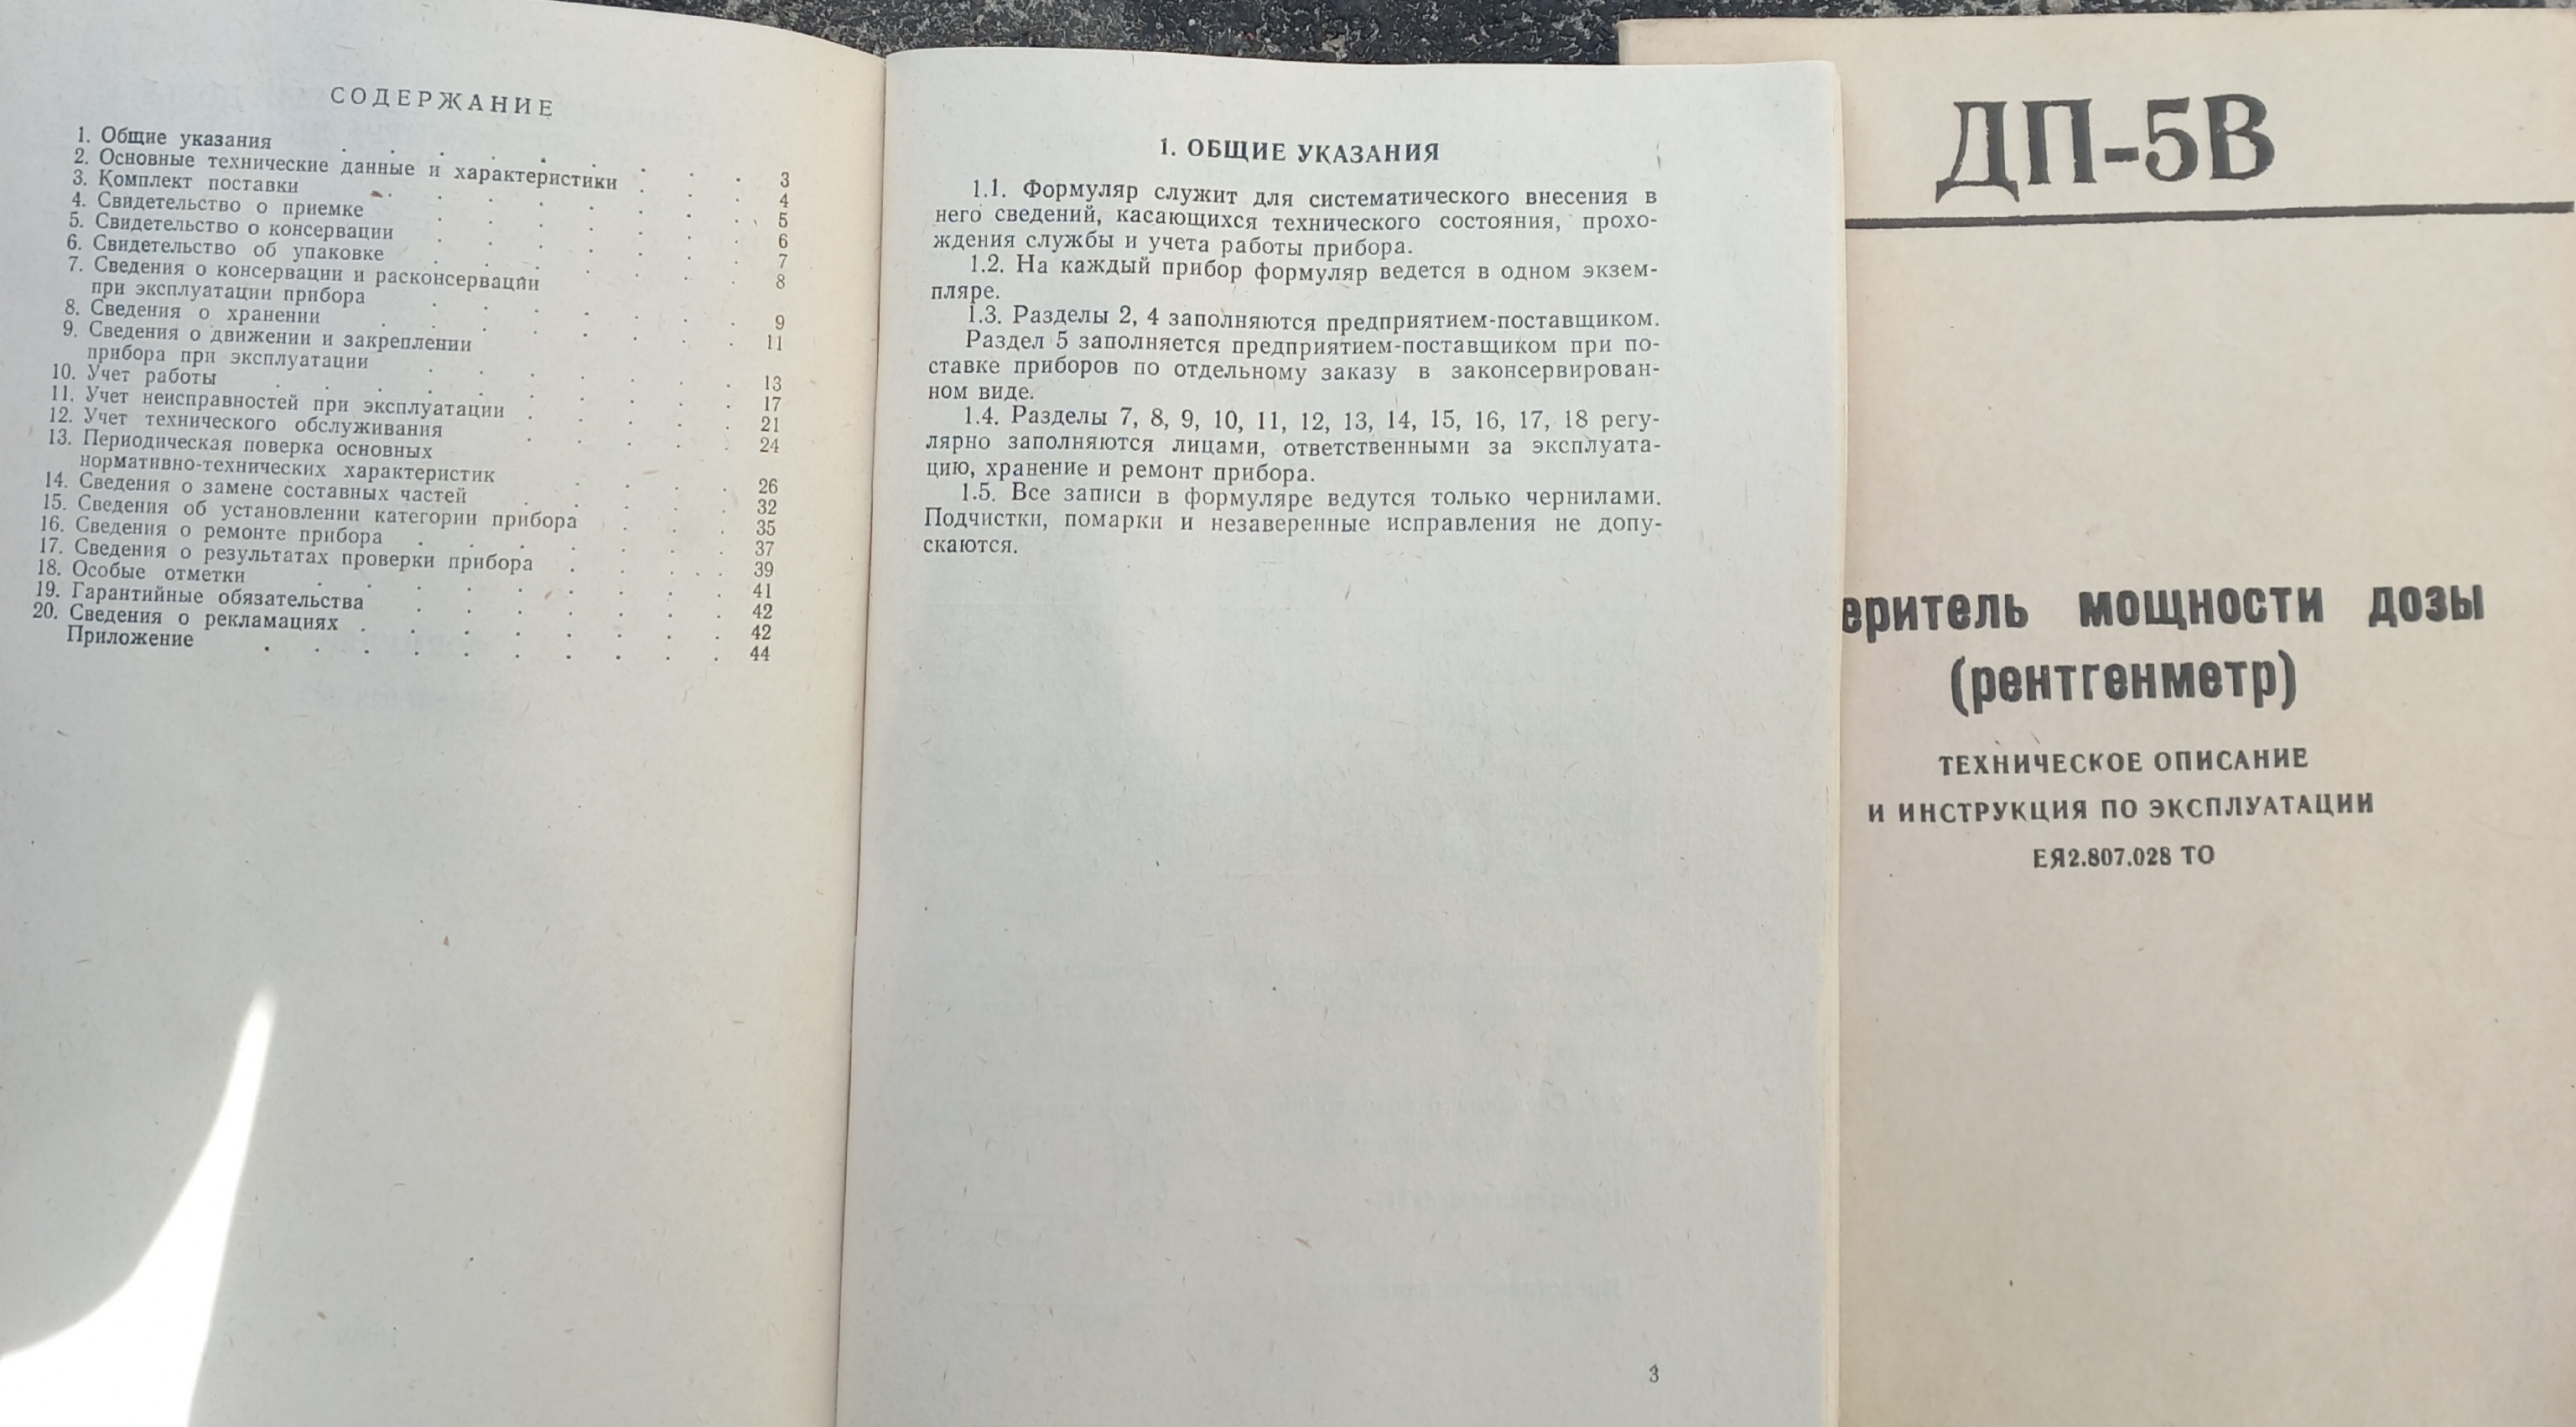 СОДЕРЖАНИЕ
1. Общие указания . . . . . . . . 3
2. Основные технические данные и характеристики . . . 4
3. Комплект поставки . . . . . . . . 5
4. Свидетельство о приемке . . . . . . . 6
5. Свидетельство о консервации . . . . . . . 7
6. Свидетельство об упаковке . . . . . . . 8
7. Сведения о консервации и расконсервации
при эксплуатации прибора . . . . . . . 9
8. Сведения о хранении . . . . . . . . 11
9. Сведения о движении и закреплении
прибора при эксплуатации . . . . . . . 13
10. Учет работы . . . . . . . . . . 17
11. Учет неисправностей при эксплуатации . . . . . 21
12. Учет технического обслуживания . . . . . 24
13. Периодическая поверка основных
нормативно-технических характеристик . . . . 26
14. Сведения о замене составных частей . . . . . 32
15. Сведения об установлении категории прибора . . . 35
16. Сведения о ремонте прибора . . . . . . . 37
17. Сведения о результатах проверки прибора . . . . 39
18. Особые отметки . . . . . . . . . 41
19. Гарантийные обязательства . . . . . . . 42
20. Сведения о рекламациях . . . . . . . . 42
Приложение . . . . . . . . . . 44
1. ОБЩИЕ УКАЗАНИЯ
1.1. Формуляр служит для систематического внесения в
него сведений, касающихся технического состояния, прохо-
ждения службы и учета работы прибора.
1.2. На каждый прибор формуляр ведется в одном экзем-
пляре.
1.3. Разделы 2, 4 заполняются предприятием-поставщиком.
Раздел 5 заполняется предприятием-поставщиком при по-
ставке приборов по отдельному заказу в законсервирован-
ном виде.
1.4. Разделы 7, 8, 9, 10, 11, 12, 13, 14, 15, 16, 17, 18 регу-
лярно заполняются лицами, ответственными за эксплуата-
цию, хранение и ремонт прибора.
1.5. Все записи в формуляре ведутся только чернилами.
Подчистки, помарки и незаверенные исправления не допу-
скаются.
3
ДП-5В
еритель мощности дозы
(рентгенметр)
ТЕХНИЧЕСКОЕ ОПИСАНИЕ
И ИНСТРУКЦИЯ ПО ЭКСПЛУАТАЦИИ
ЕЯ2.807.028 ТО